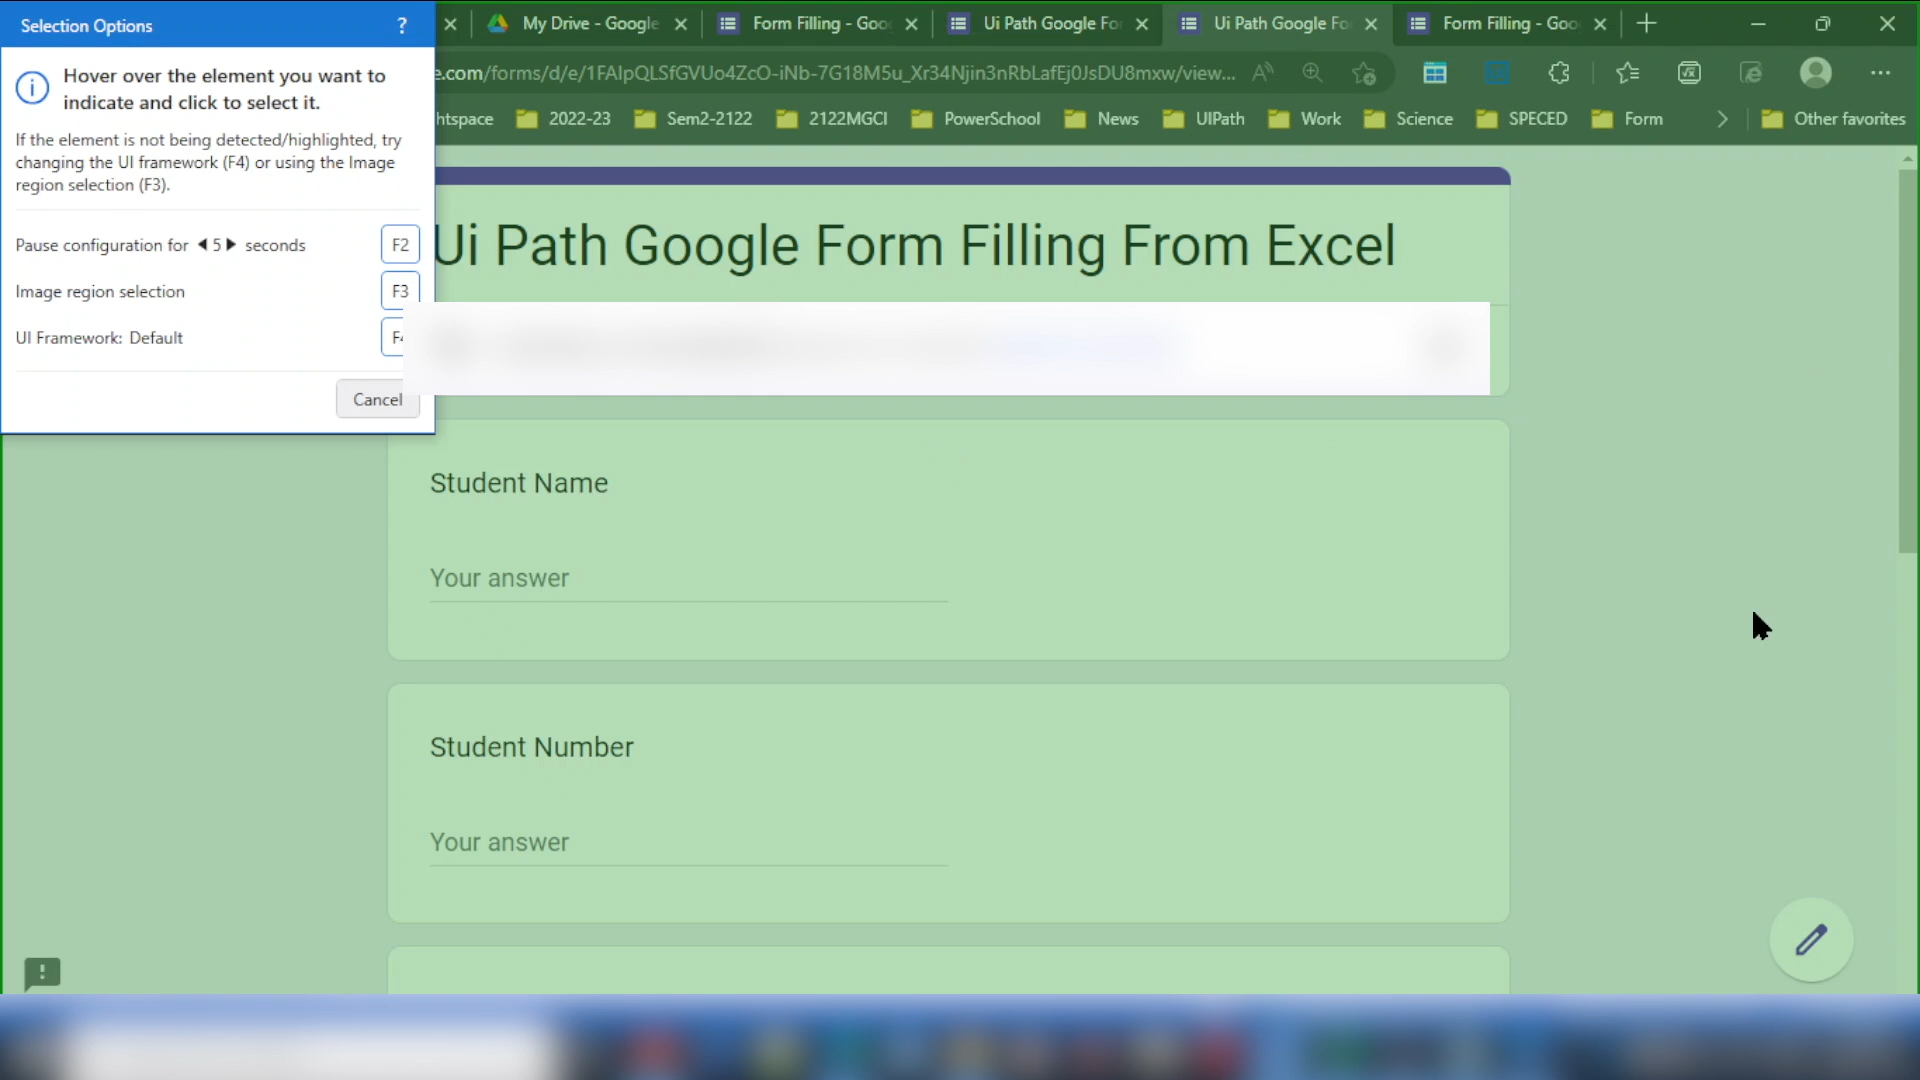 Selection Options
?
My Drive - Google
Form Filling - Goo
Ui Path Google For
Ui Path Google Fo
Form Filling - Goo
Hover over the element you want to
indicate and click to select it.
e.com/forms/d/e/1FAIpQLSfGVUo4ZcO-iNb-7G18M5u_Xr34Njin3nRbLafEj0JsDU8mxw/view...
If the element is not being detected/highlighted, try
changing the UI framework (F4) or using the Image
region selection (F3).
htspace
2022-23
Sem2-2122
2122MGCI
PowerSchool
News
UIPath
Work
Science
SPECED
Form
Other favorites
Pause configuration for 5 seconds
F2
Image region selection
F3
UI Framework: Default
Cancel
Ui Path Google Form Filling From Excel
Student Name
Your answer
Student Number
Your answer